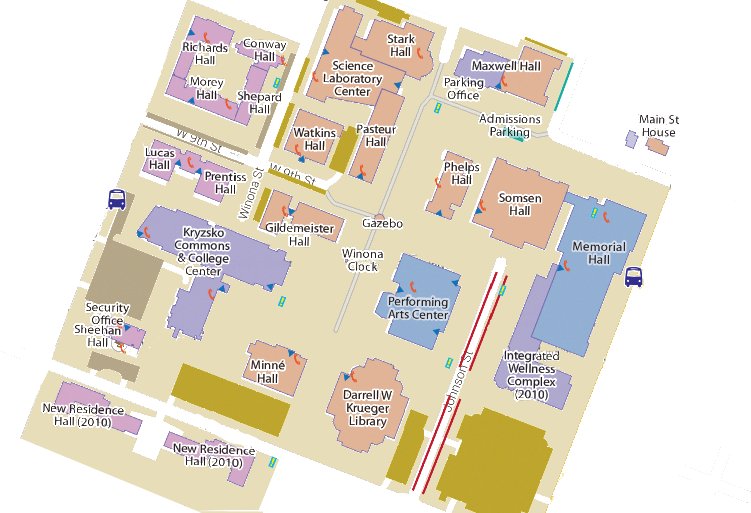 Richards
Hall
Conway
Hall
Morey
Hall
Shepard
Hall
Stark
Hall
Science
Laboratory
Center
Maxwell Hall
Parking
Office
Admissions
Parking
Main St
House
Watkins
Hall
Pasteur
Hall
W 9th St
W 9th St
Lucas
Hall
Prentiss
Hall
Winona St
Phelps
Hall
Somsen
Hall
Gildemeister
Hall
Gazebo
Kryzsko
Commons
& College
Center
Winona
Clock
Memorial
Hall
Performing
Arts Center
Security
Office
Sheehan
Hall
Minné
Hall
Darrell W
Krueger
Library
Johnson St
Integrated
Wellness
Complex
(2010)
New Residence
Hall (2010)
New Residence
Hall (2010)